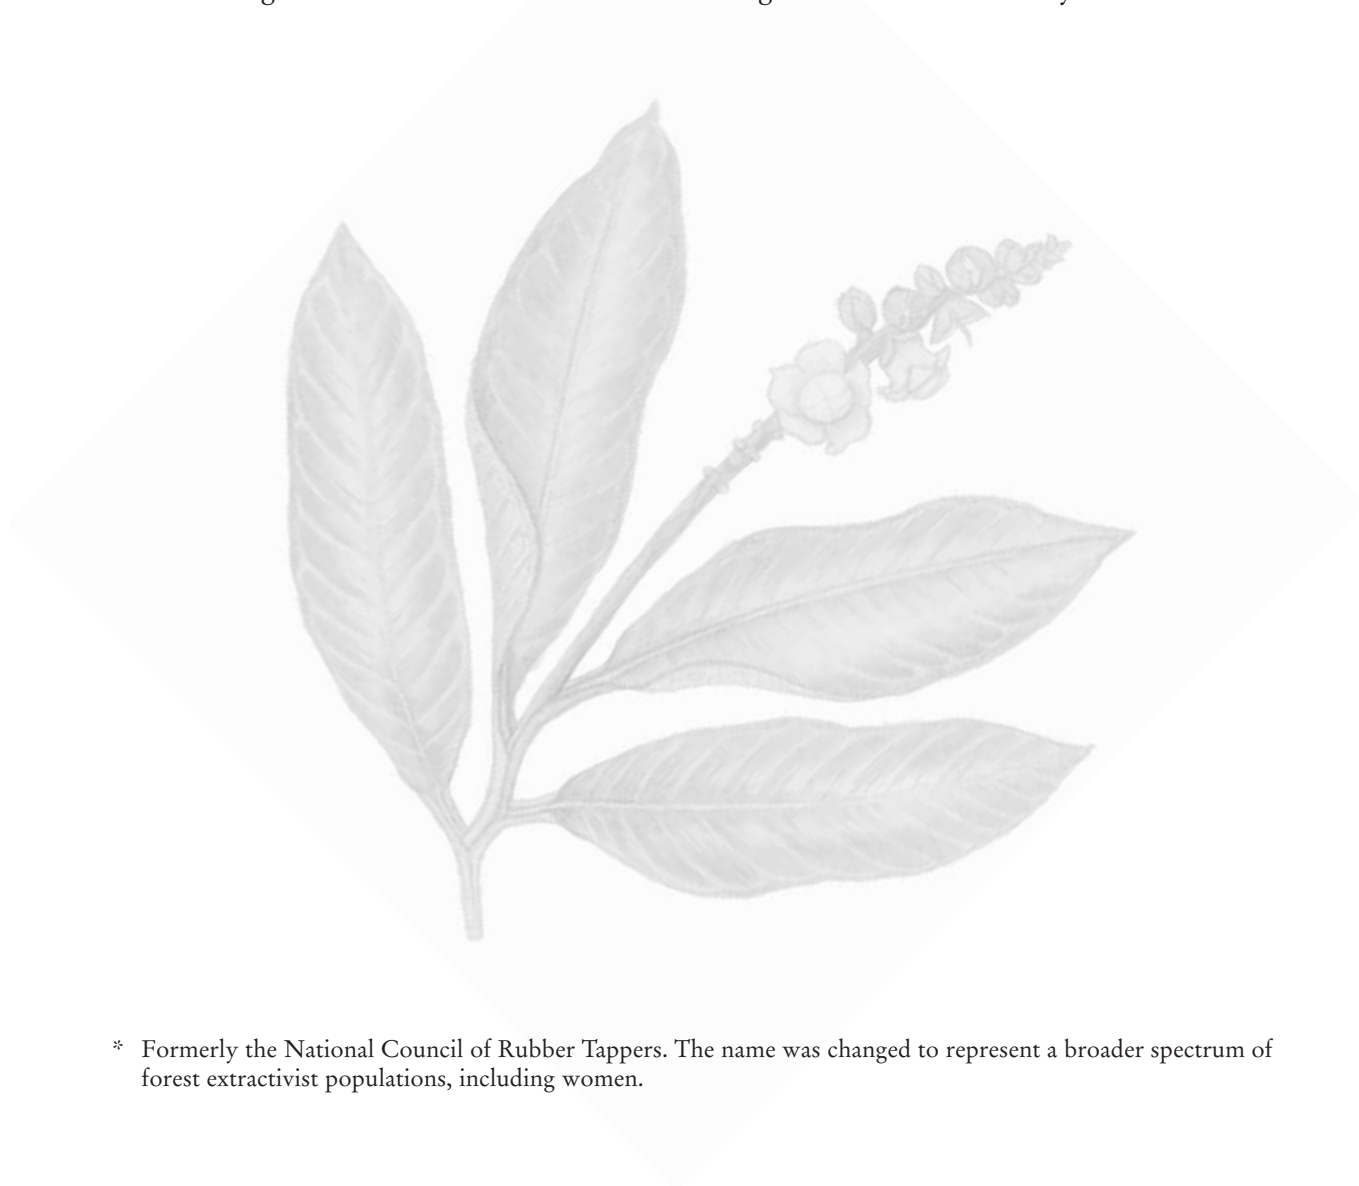 * Formerly the National Council of Rubber Tappers. The name was changed to represent a broader spectrum of
forest extractivist populations, including women.